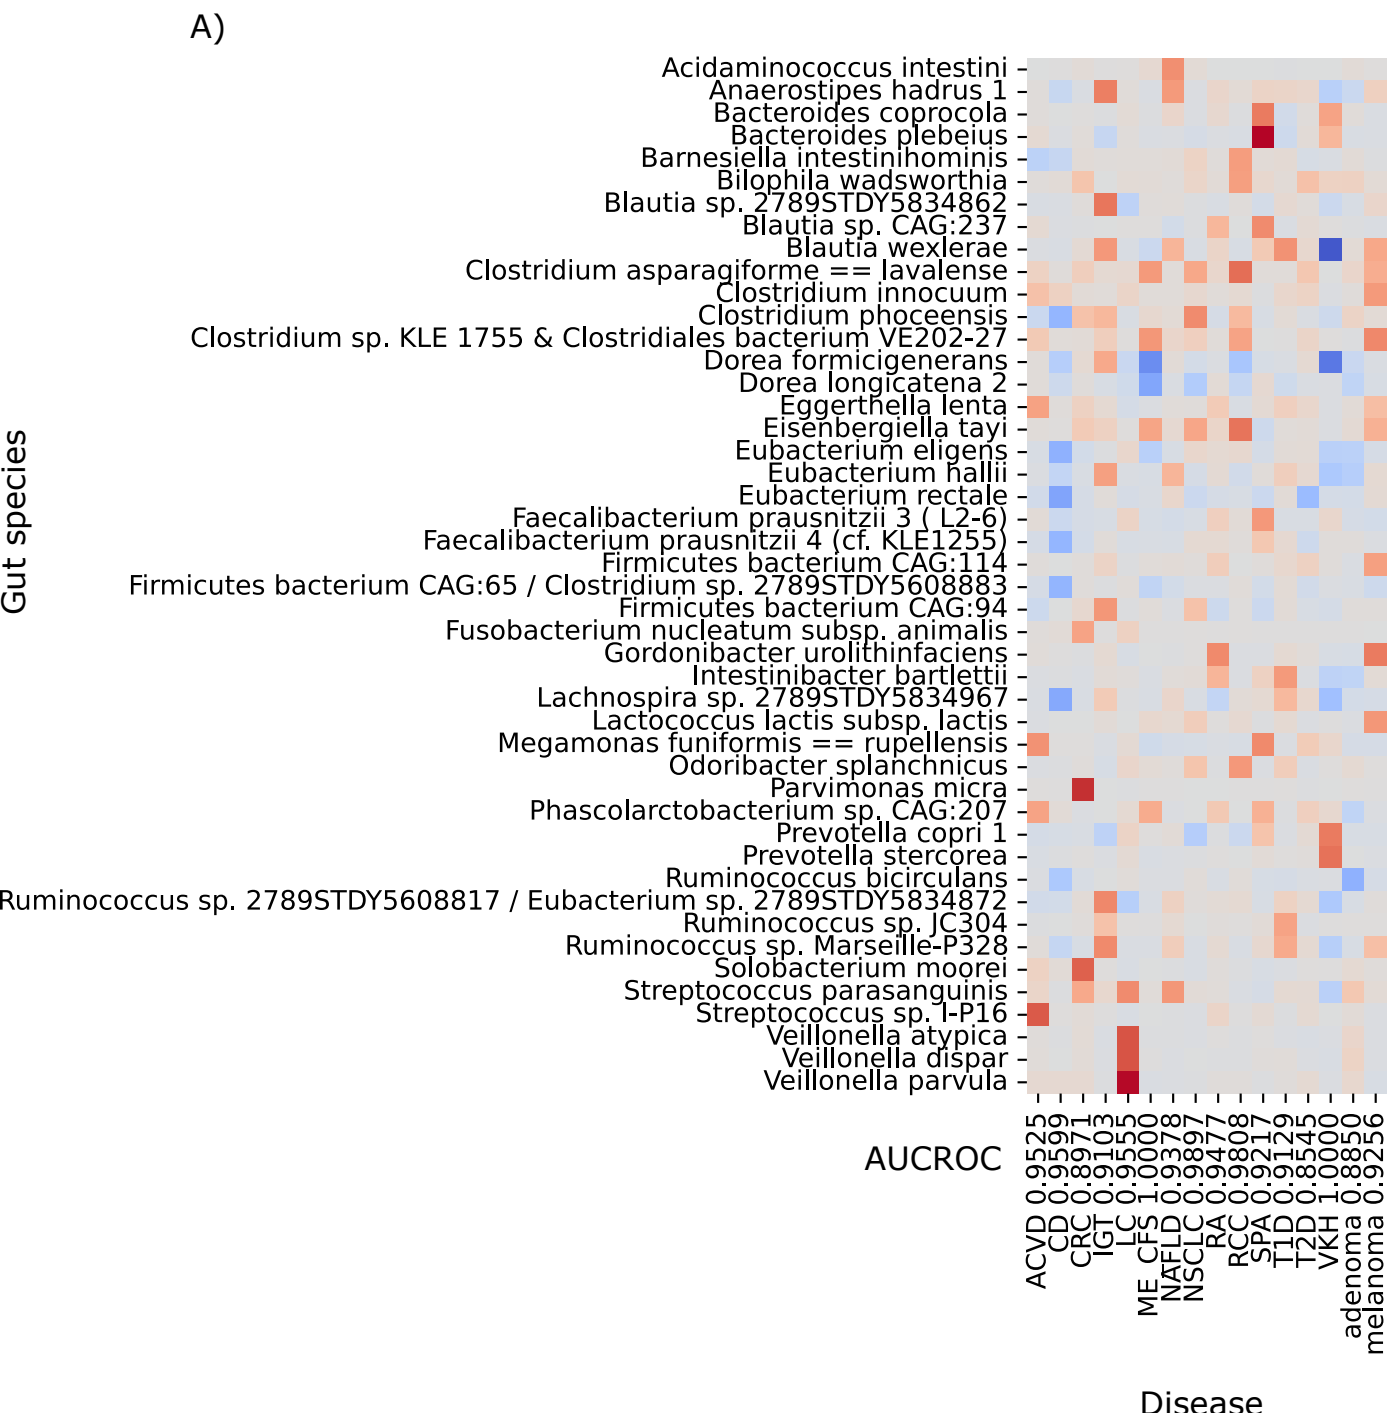 A)
Gut species
Acidaminococcus intestini
Anaerostipes hadrus 1
Bacteroides coprocola
Bacteroides plebeius
Barnesiella intestinihominis
Bilophila wadsworthia
Blautia sp. 2789STDY5834862
Blautia sp. CAG:237
Blautia wexlerae
Clostridium asparagiforme == lavalense
Clostridium innocuum
Clostridium phoceensis
Clostridium sp. KLE 1755 & Clostridiales bacterium VE202-27
Dorea formicigenerans
Dorea longicatena 2
Eggerthella lenta
Eisenbergiella tayi
Eubacterium eligens
Eubacterium hallii
Eubacterium rectale
Faecalibacterium prausnitzii 3 ( L2-6)
Faecalibacterium prausnitzii 4 (cf. KLE1255)
Firmicutes bacterium CAG:114
Firmicutes bacterium CAG:65 / Clostridium sp. 2789STDY5608883
Firmicutes bacterium CAG:94
Fusobacterium nucleatum subsp. animalis
Gordonibacter urolithinfaciens
Intestinibacter bartlettii
Lachnospira sp. 2789STDY5834967
Lactococcus lactis subsp. lactis
Megamonas funiformis == rupellensis
Odoribacter splanchnicus
Parvimonas micra
Phascolarctobacterium sp. CAG:207
Prevotella copri 1
Prevotella stercorea
Ruminococcus bicirculans
Ruminococcus sp. 2789STDY5608817 / Eubacterium sp. 2789STDY5834872
Ruminococcus sp. JC304
Ruminococcus sp. Marseille-P328
Solobacterium moorei
Streptococcus parasanguinis
Streptococcus sp. I-P16
Veillonella atypica
Veillonella dispar
Veillonella parvula
AUCROC
ACVD 0.9525
CD 0.9599
CRC 0.8971
IGT 0.9103
LC 0.9555
ME_CFS 1.0000
NAFLD 0.9378
NSCLC 0.9897
RA 0.9477
RCC 0.9808
SPA 0.9217
T1D 0.9129
T2D 0.8545
VKH 1.0000
adenoma 0.8850
melanoma 0.9256
Disease